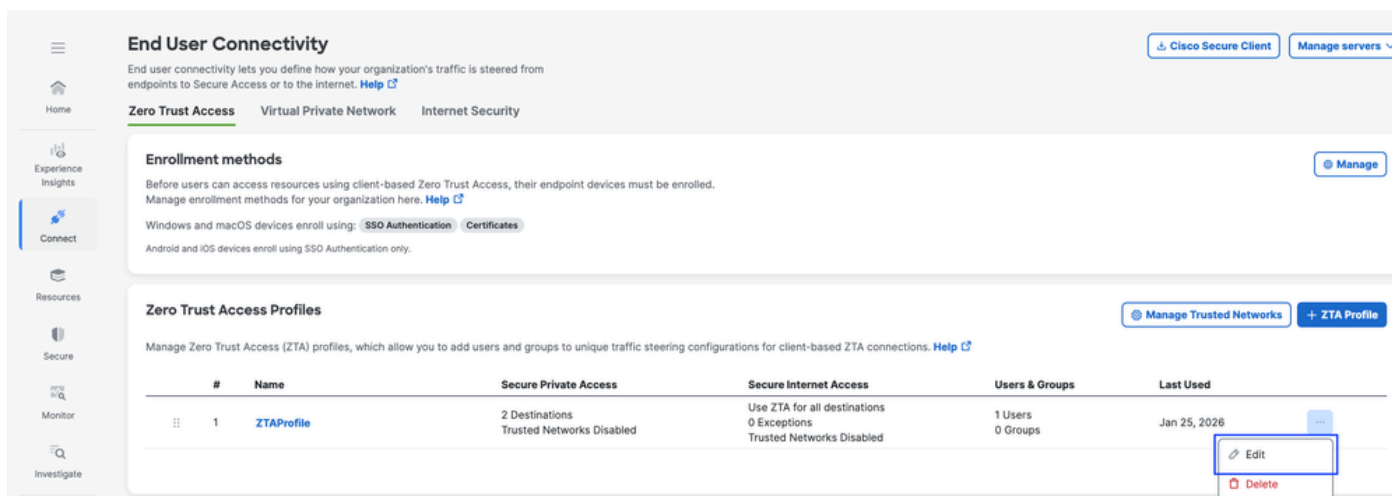 End User Connectivity
End user connectivity lets you define how your organization's traffic is steered from
endpoints to Secure Access or to the internet. Help
Cisco Secure Client
Manage servers
Home
Experience
Insights
Connect
Resources
Secure
Monitor
Investigate
Zero Trust Access
Virtual Private Network
Internet Security
Enrollment methods
Manage
Before users can access resources using client-based Zero Trust Access, their endpoint devices must be enrolled.
Manage enrollment methods for your organization here. Help
Windows and macOS devices enroll using: SSO Authentication Certificates
Android and iOS devices enroll using SSO Authentication only.
Zero Trust Access Profiles
Manage Trusted Networks
+ ZTA Profile
Manage Zero Trust Access (ZTA) profiles, which allow you to add users and groups to unique traffic steering configurations for client-based ZTA connections. Help
# Name Secure Private Access Secure Internet Access Users & Groups Last Used
1 ZTAProfile
2 Destinations
Trusted Networks Disabled
Use ZTA for all destinations
0 Exceptions
Trusted Networks Disabled
1 Users
0 Groups
Jan 25, 2026
...
Edit
Delete